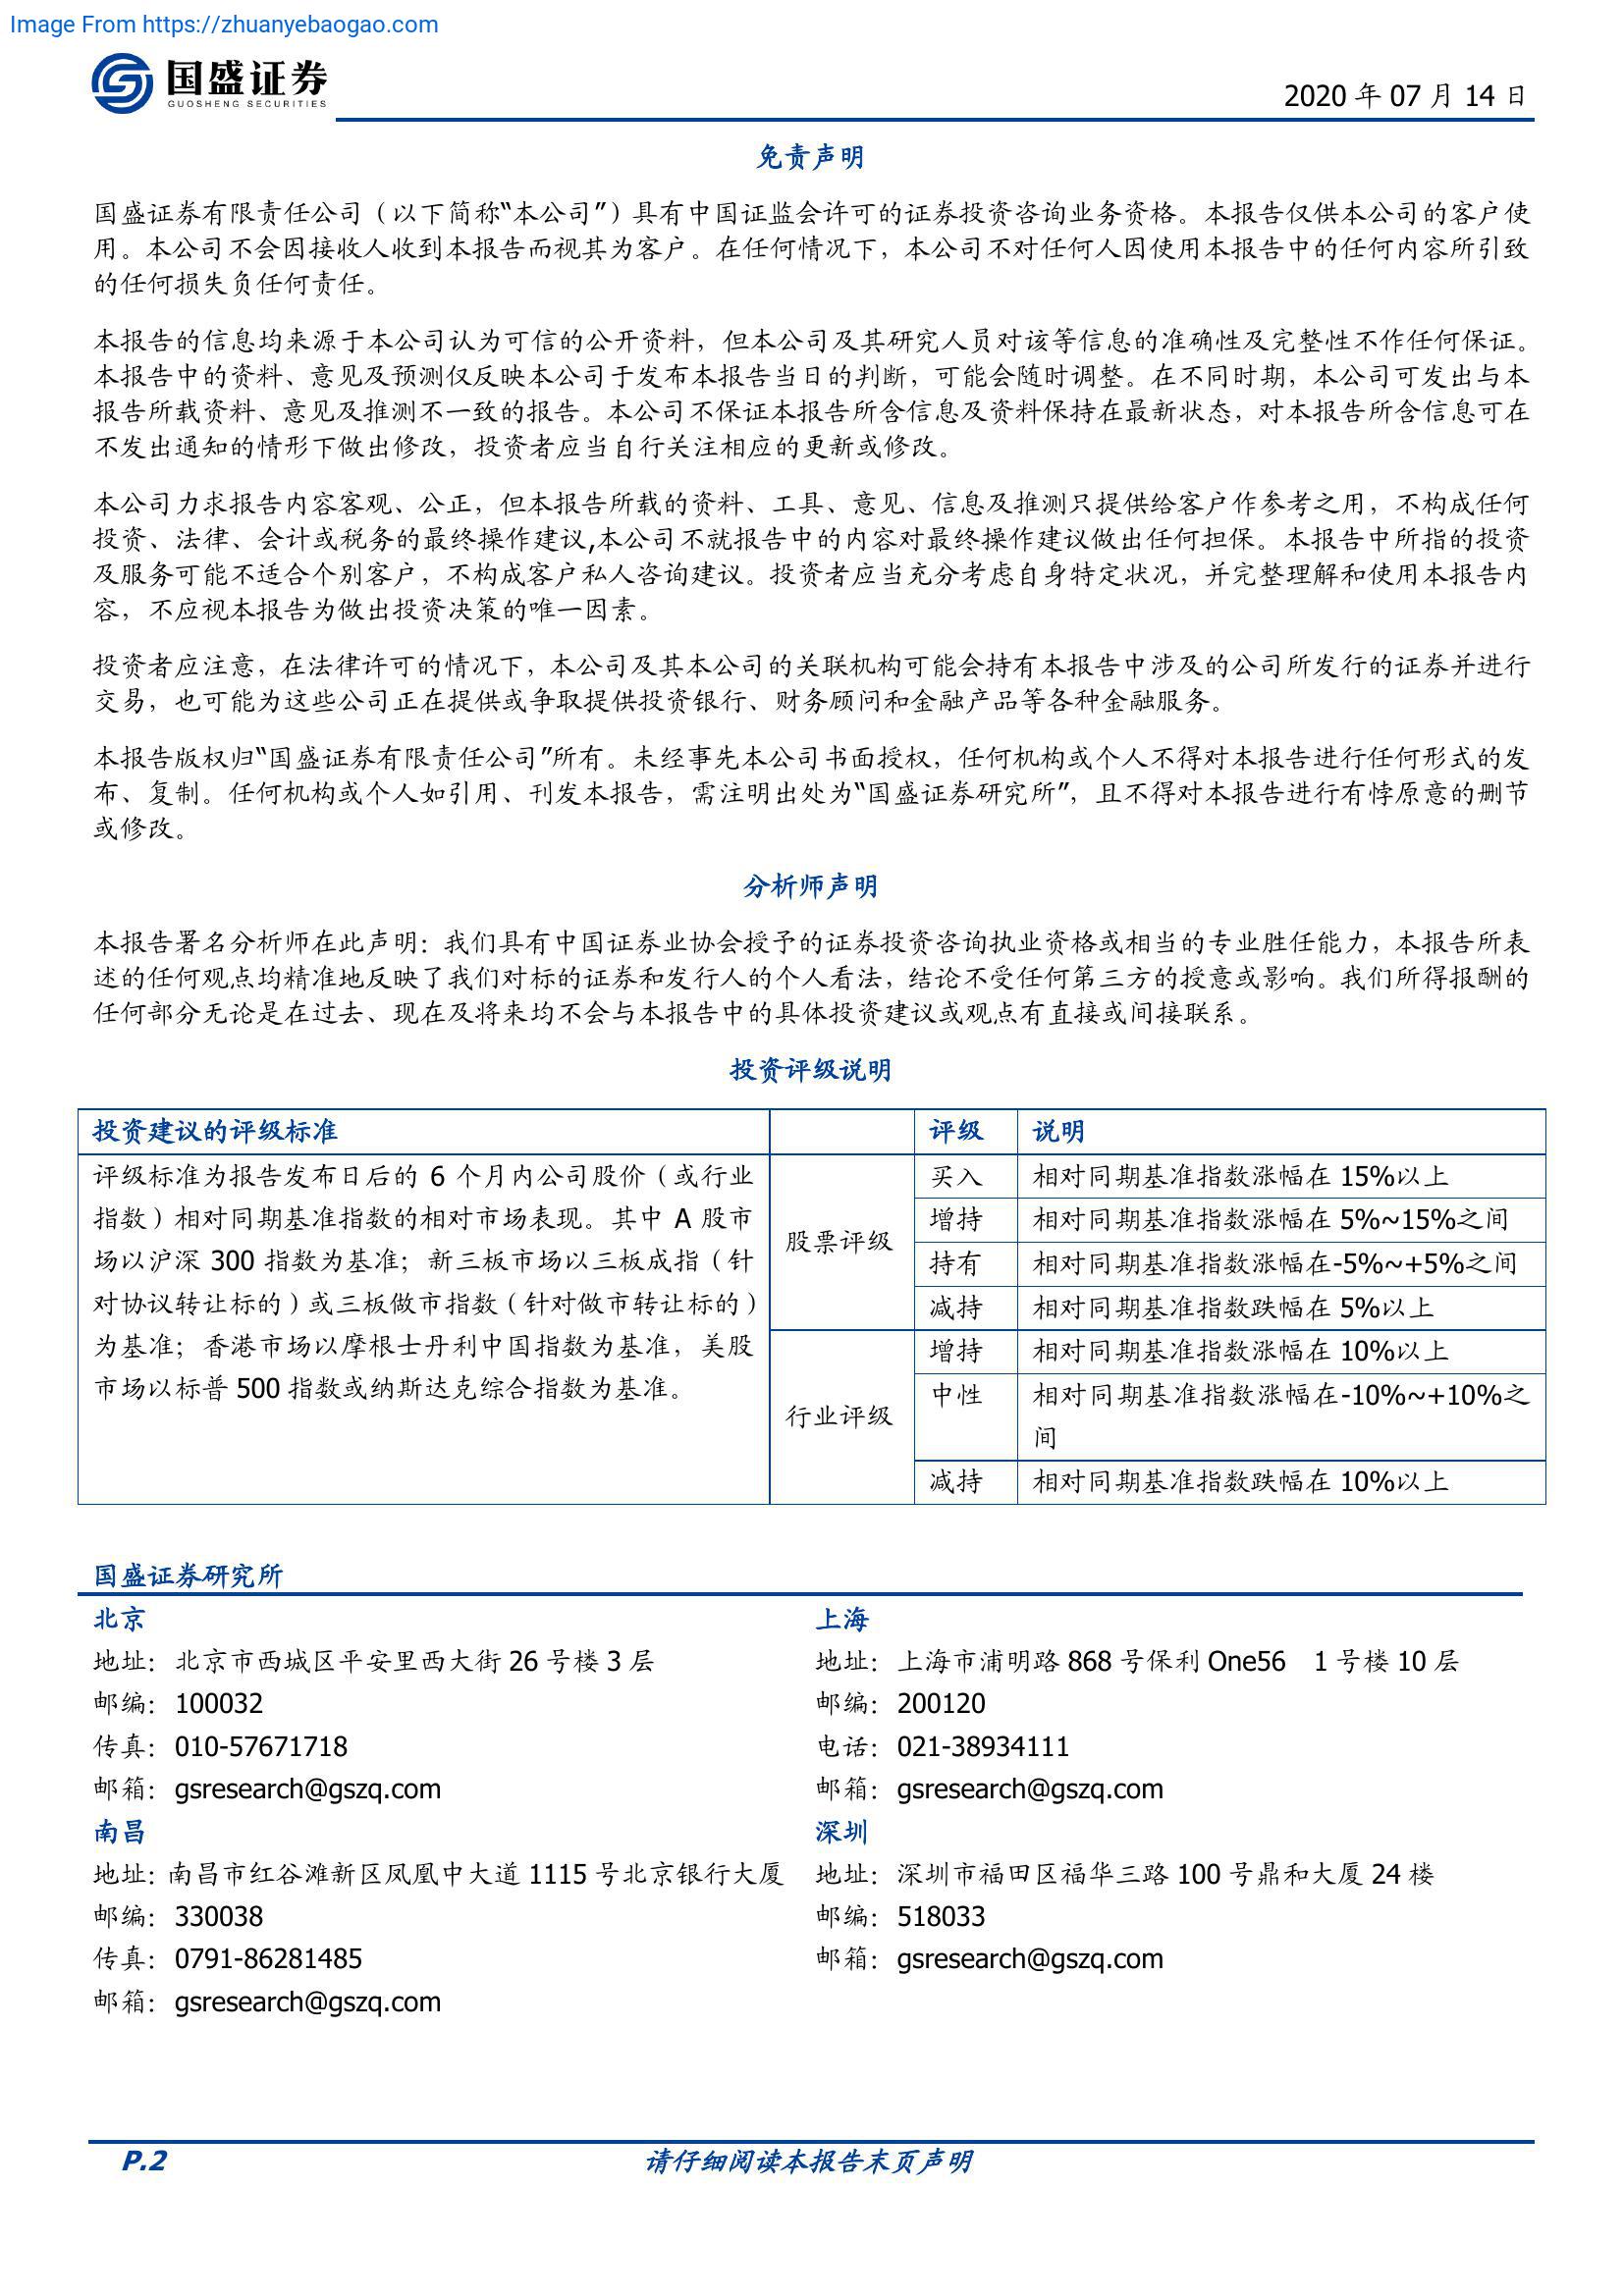 Image From https://zhuanyebaogao.com
国盛证券
GUOSHENG SECURITIES
2020 年 07 月 14 日
免责声明
国盛证券有限责任公司（以下简称“本公司”）具有中国证监会许可的证券投资咨询业务资格。本报告仅供本公司的客户使
用。本公司不会因接收人收到本报告而视其为客户。在任何情况下，本公司不对任何人因使用本报告中的任何内容所引致
的任何损失负任何责任。
本报告的信息均来源于本公司认为可信的公开资料，但本公司及其研究人员对该等信息的准确性及完整性不作任何保证。
本报告中的资料、意见及预测仅反映本公司于发布本报告当日的判断，可能会随时调整。在不同时期，本公司可发出与本
报告所载资料、意见及推测不一致的报告。本公司不保证本报告所含信息及资料保持在最新状态，对本报告所含信息可在
不发出通知的情形下做出修改，投资者应当自行关注相应的更新或修改。
本公司力求报告内容客观、公正，但本报告所载的资料、工具、意见、信息及推测只提供给客户作参考之用，不构成任何
投资、法律、会计或税务的最终操作建议,本公司不就报告中的内容对最终操作建议做出任何担保。本报告中所指的投资
及服务可能不适合个别客户，不构成客户私人咨询建议。投资者应当充分考虑自身特定状况，并完整理解和使用本报告内
容，不应视本报告为做出投资决策的唯一因素。
投资者应注意，在法律许可的情况下，本公司及其本公司的关联机构可能会持有本报告中涉及的公司所发行的证券并进行
交易，也可能为这些公司正在提供或争取提供投资银行、财务顾问和金融产品等各种金融服务。
本报告版权归“国盛证券有限责任公司”所有。未经事先本公司书面授权，任何机构或个人不得对本报告进行任何形式的发
布、复制。任何机构或个人如引用、刊发本报告，需注明出处为“国盛证券研究所”，且不得对本报告进行有悖原意的删节
或修改。
分析师声明
本报告署名分析师在此声明：我们具有中国证券业协会授予的证券投资咨询执业资格或相当的专业胜任能力，本报告所表
述的任何观点均精准地反映了我们对标的证券和发行人的个人看法，结论不受任何第三方的授意或影响。我们所得报酬的
任何部分无论是在过去、现在及将来均不会与本报告中的具体投资建议或观点有直接或间接联系。
投资评级说明
投资建议的评级标准 评级 说明
评级标准为报告发布日后的 6 个月内公司股价（或行业
指数）相对同期基准指数的相对市场表现。其中 A 股市
场以沪深 300 指数为基准；新三板市场以三板成指（针
对协议转让标的）或三板做市指数（针对做市转让标的）
为基准；香港市场以摩根士丹利中国指数为基准，美股
市场以标普 500 指数或纳斯达克综合指数为基准。
股票评级
买入 相对同期基准指数涨幅在 15%以上
增持 相对同期基准指数涨幅在 5%~15%之间
持有 相对同期基准指数涨幅在-5%~+5%之间
减持 相对同期基准指数跌幅在 5%以上
行业评级
增持 相对同期基准指数涨幅在 10%以上
中性 相对同期基准指数涨幅在-10%~+10%之
间
减持 相对同期基准指数跌幅在 10%以上
国盛证券研究所
北京
地址：北京市西城区平安里西大街 26 号楼 3 层
邮编：100032
传真：010-57671718
邮箱：gsresearch@gszq.com
上海
地址：上海市浦明路 868 号保利 One56 1 号楼 10 层
邮编：200120
电话：021-38934111
邮箱：gsresearch@gszq.com
南昌
地址：南昌市红谷滩新区凤凰中大道 1115 号北京银行大厦
邮编：330038
传真：0791-86281485
邮箱：gsresearch@gszq.com
深圳
地址：深圳市福田区福华三路 100 号鼎和大厦 24 楼
邮编：518033
邮箱：gsresearch@gszq.com
P.2
请仔细阅读本报告末页声明